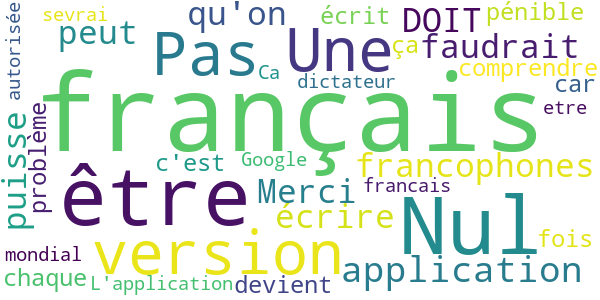 sevrai qu'on écrit DOIT pénible
autorisée peut Pas Une ça faudrait
Ca dictateur comprendre
français car
etre
puisse problème c'est Google francophones
être Merci francais
écrire Nul fois
mondial version application
chaque L'application devient